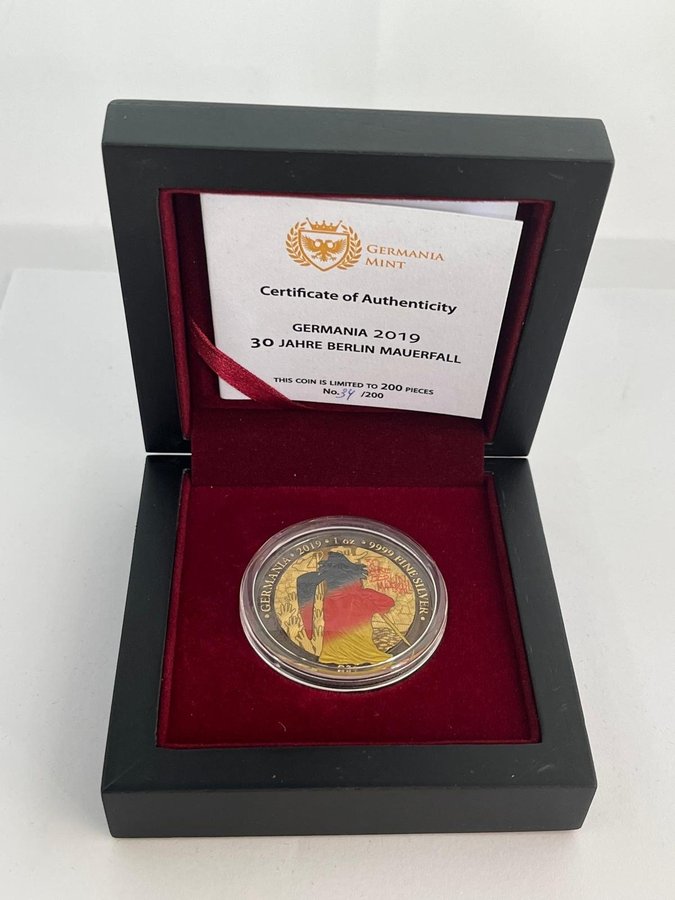 GERMANIA
MINT
Certificate of Authenticity
GERMANIA 2019
30 JAHRE BERLIN MAUERFALL
THIS COIN IS LIMITED TO 200 PIECES
No. 34 /200
• GERMANIA • 2019 • 1 oz • 9999 FINE SILVER •